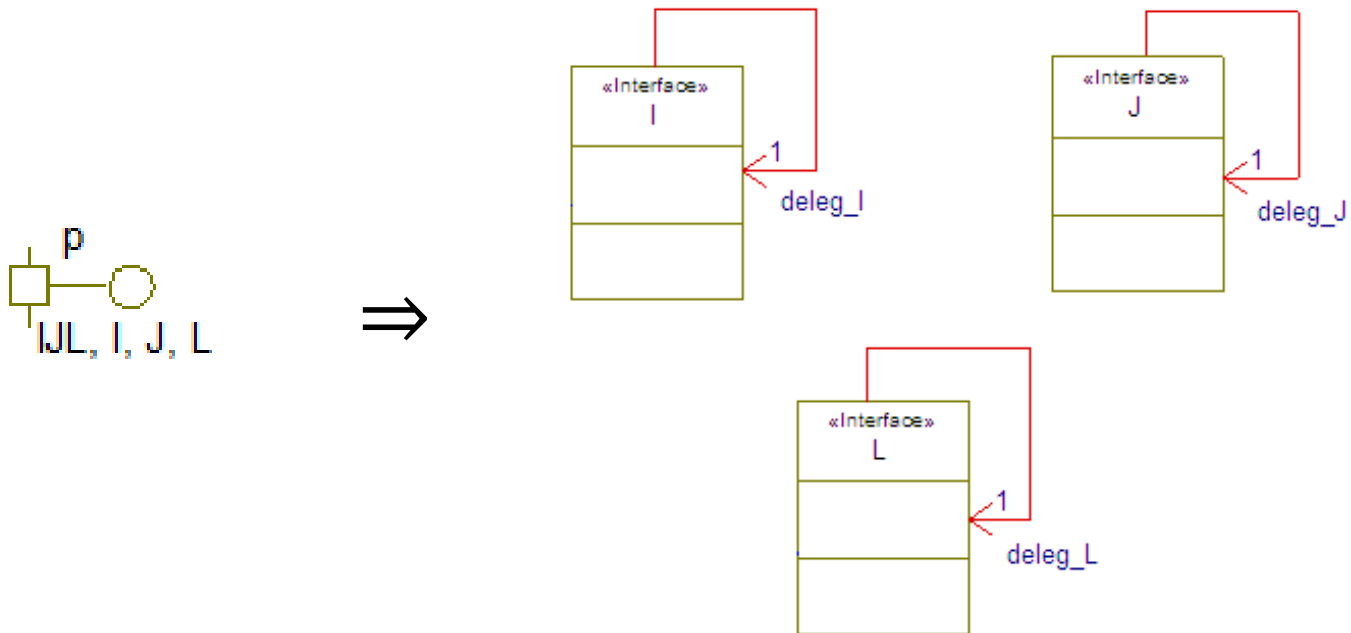 p
IJL, I, J, L
⇒
«Interface»
I
1
deleg_I
«Interface»
J
1
deleg_J
«Interface»
L
1
deleg_L